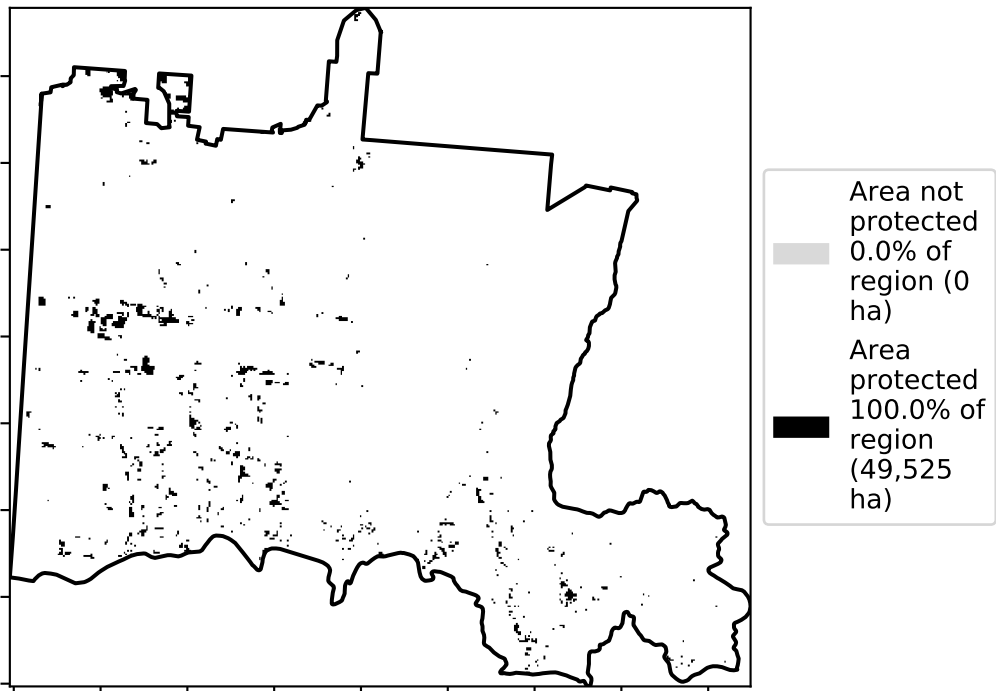 Area not
protected
0.0% of
region (0
ha)
Area
protected
100.0% of
region
(49,525
ha)